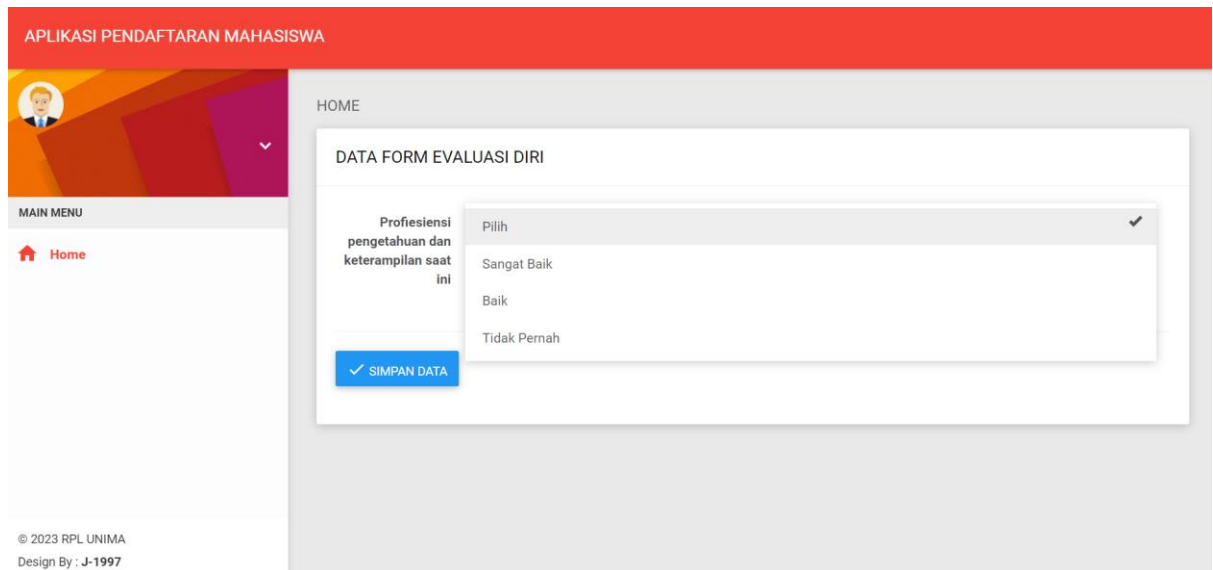 APLIKASI PENDAFTARAN MAHASISWA
MAIN MENU
Home
© 2023 RPL UNIMA
Design By : J-1997
HOME
DATA FORM EVALUASI DIRI
Profiesiensi
pengetahuan dan
keterampilan saat
ini
Pilih
Sangat Baik
Baik
Tidak Pernah
SIMPAN DATA